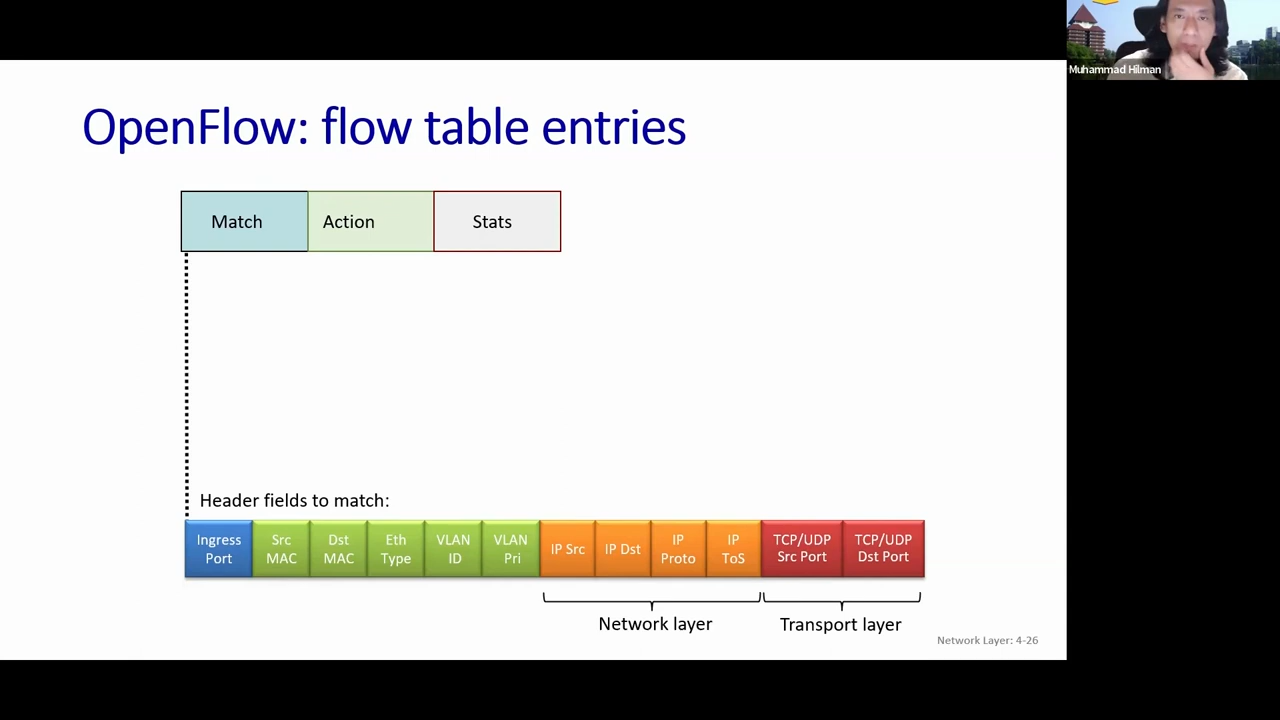 Muhammad Hilman
OpenFlow: flow table entries
Match Action Stats
Header fields to match:
Ingress Port
Src MAC
Dst MAC
Eth Type
VLAN ID
VLAN Pri
IP Src
IP Dst
IP Proto
IP ToS
TCP/UDP Src Port
TCP/UDP Dst Port
Network layer
Transport layer
Network Layer: 4-26